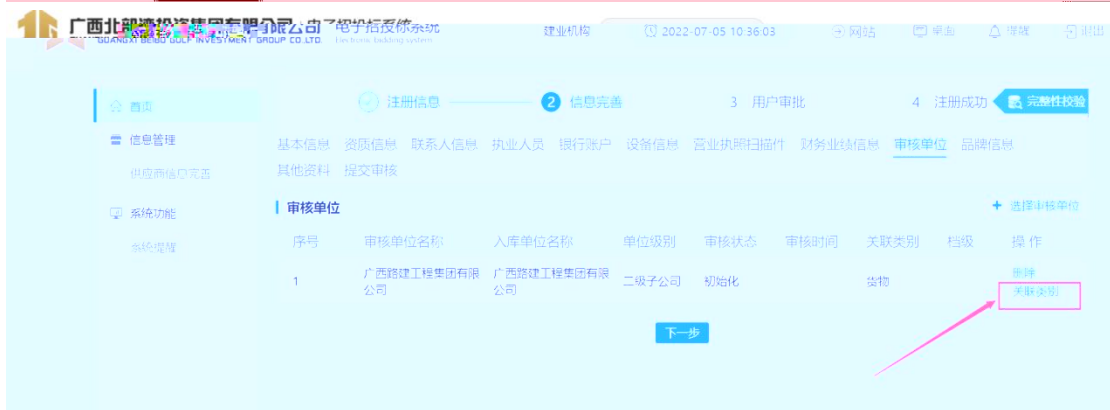 广西北部湾投资集团有限公司·电子招投标系统
GUANGXI BEIBU GULF INVESTMENT GROUP CO.,LTD. Electronic bidding system
建业机构 2022-07-05 10:36:03 网站 桌面 提醒 退出
首页
信息管理
供应商信息完善
系统功能
系统提醒
注册信息 2 信息完善 3 用户审批 4 注册成功 完整性校验
基本信息 资质信息 联系人信息 执业人员 银行账户 设备信息 营业执照扫描件 财务业绩信息 审核单位 品牌信息
其他资料 提交审核
审核单位
+ 选择审核单位
序号 审核单位名称 入库单位名称 单位级别 审核状态 审核时间 关联类别 档级 操作
1 广西路建工程集团有限公司 广西路建工程集团有限公司 二级子公司 初始化 货物 删除
关联类别
下一步